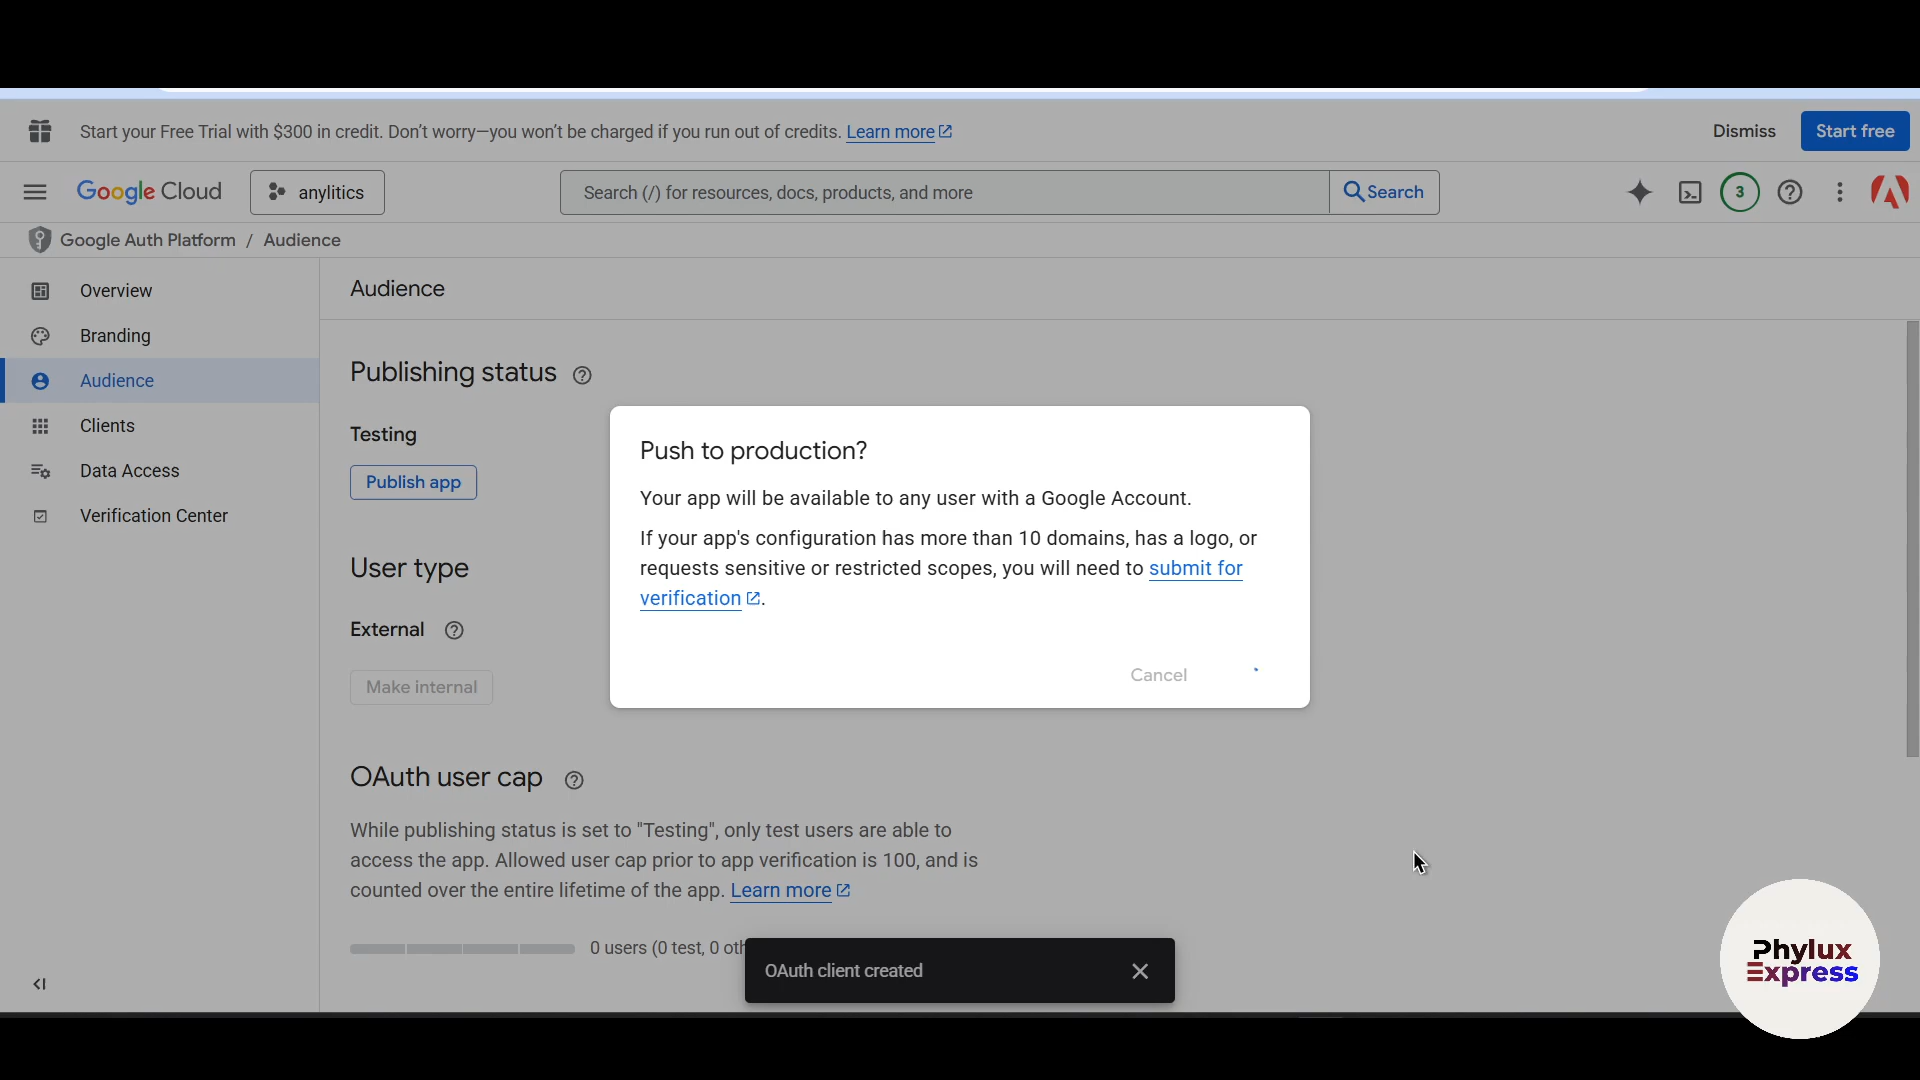 Start your Free Trial with $300 in credit. Don't worry—you won't be charged if you run out of credits. Learn more
Dismiss
Start free
Google Cloud
anylitics
Search (/) for resources, docs, products, and more
Search
3
Google Auth Platform / Audience
Overview
Branding
Audience
Clients
Data Access
Verification Center
Audience
Publishing status
Testing
Publish app
User type
External
Make internal
OAuth user cap
While publishing status is set to "Testing", only test users are able to
access the app. Allowed user cap prior to app verification is 100, and is
counted over the entire lifetime of the app. Learn more
0 users (0 test, 0
Push to production?
Your app will be available to any user with a Google Account.
If your app's configuration has more than 10 domains, has a logo, or
requests sensitive or restricted scopes, you will need to submit for
verification.
Cancel
OAuth client created
Phylux
Express